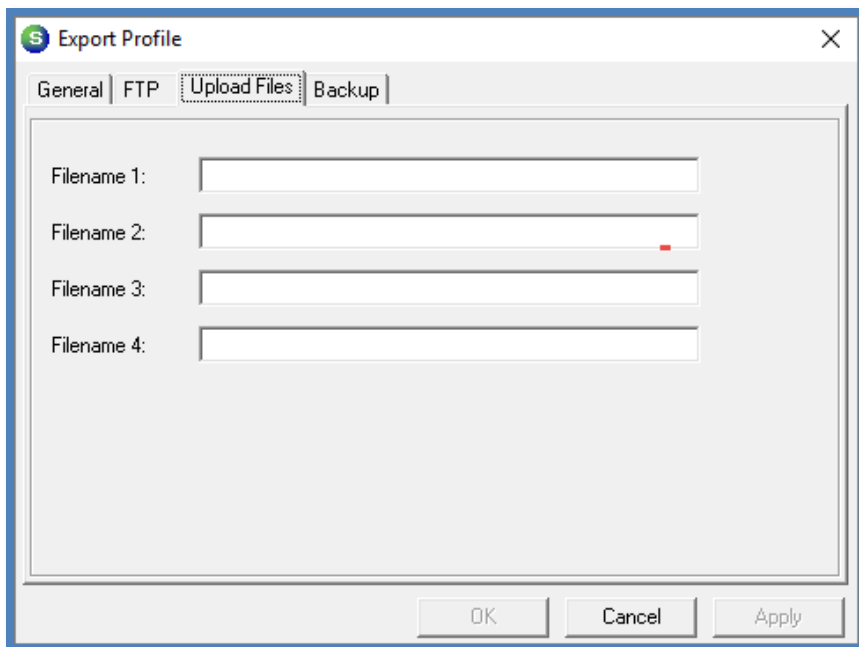 S Export Profile
General FTP Upload Files Backup
Filename 1:
Filename 2:
Filename 3:
Filename 4:
OK Cancel Apply